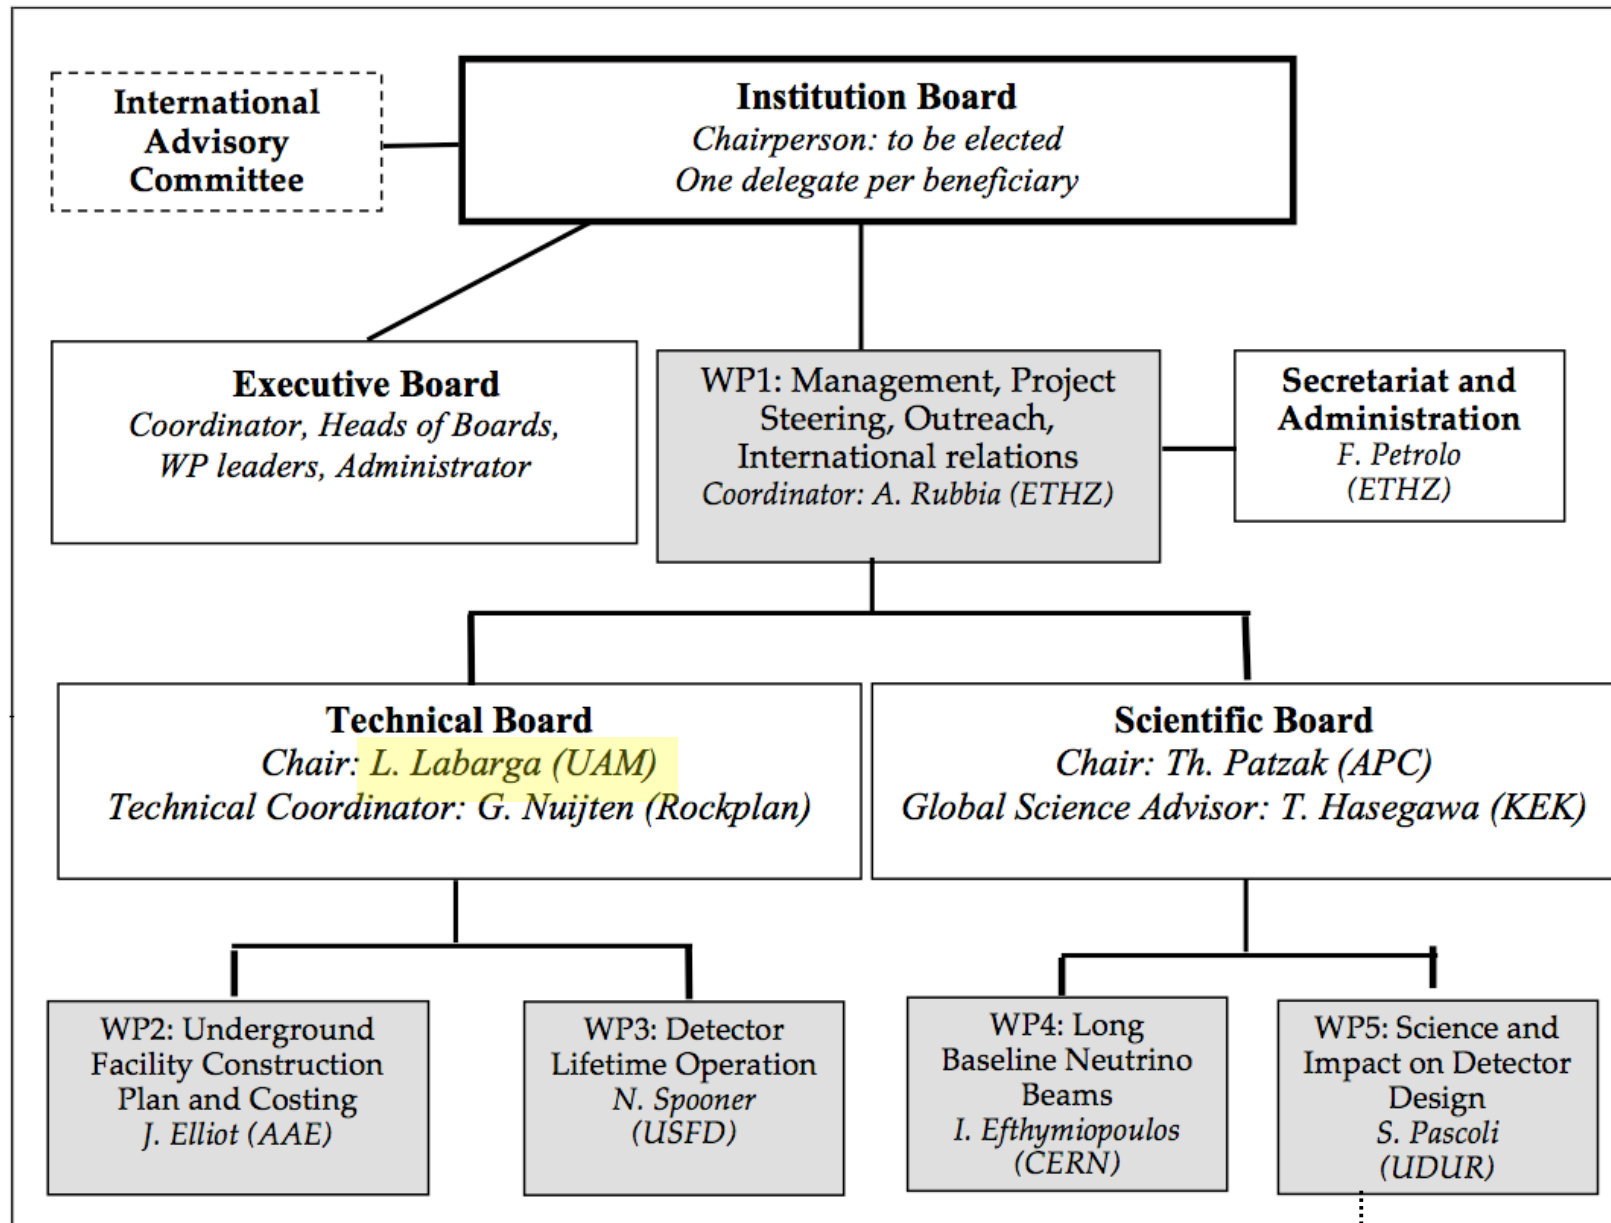 International
Advisory
Committee
Institution Board
Chairperson: to be elected
One delegate per beneficiary
Executive Board
Coordinator, Heads of Boards,
WP leaders, Administrator
WP1: Management, Project
Steering, Outreach,
International relations
Coordinator: A. Rubbia (ETHZ)
Secretariat and
Administration
F. Petrolo
(ETHZ)
Technical Board
Chair: L. Labarga (UAM)
Technical Coordinator: G. Nuijten (Rockplan)
Scientific Board
Chair: Th. Patzak (APC)
Global Science Advisor: T. Hasegawa (KEK)
WP2: Underground
Facility Construction
Plan and Costing
J. Elliot (AAE)
WP3: Detector
Lifetime Operation
N. Spooner
(USFD)
WP4: Long
Baseline Neutrino
Beams
I. Efthymiopoulos
(CERN)
WP5: Science and
Impact on Detector
Design
S. Pascoli
(UDUR)